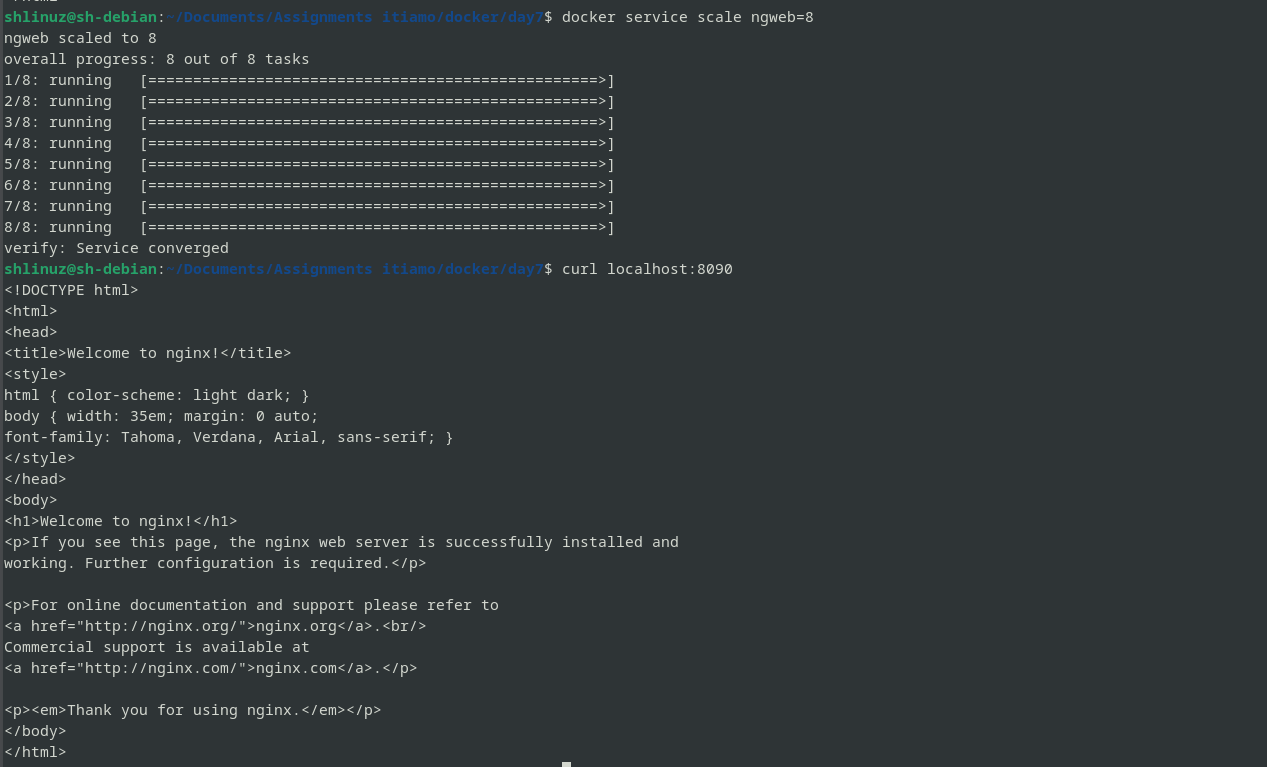 shlinuz@sh-debian:~/Documents/Assignments itiamo/docker/day7$ docker service scale ngweb=8
ngweb scaled to 8
overall progress: 8 out of 8 tasks
1/8: running   [==================================================>]
2/8: running   [==================================================>]
3/8: running   [==================================================>]
4/8: running   [==================================================>]
5/8: running   [==================================================>]
6/8: running   [==================================================>]
7/8: running   [==================================================>]
8/8: running   [==================================================>]
verify: Service converged
shlinuz@sh-debian:~/Documents/Assignments itiamo/docker/day7$ curl localhost:8090
<!DOCTYPE html>
<html>
<head>
<title>Welcome to nginx!</title>
<style>
html { color-scheme: light dark; }
body { width: 35em; margin: 0 auto;
font-family: Tahoma, Verdana, Arial, sans-serif; }
</style>
</head>
<body>
<h1>Welcome to nginx!</h1>
<p>If you see this page, the nginx web server is successfully installed and
working. Further configuration is required.</p>

<p>For online documentation and support please refer to
<a href="http://nginx.org/">nginx.org</a>.<br/>
Commercial support is available at
<a href="http://nginx.com/">nginx.com</a>.</p>

<p><em>Thank you for using nginx.</em></p>
</body>
</html>